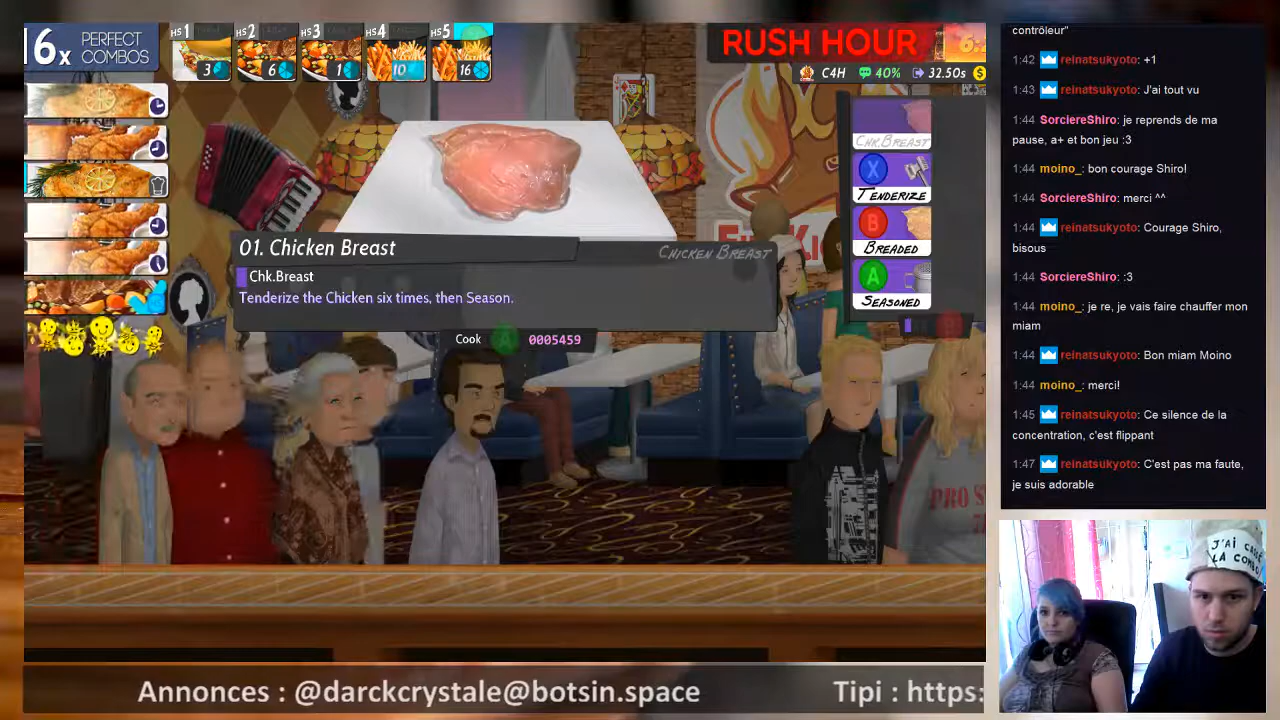 6x PERFECT
COMBOS
HS1 HS2 HS3 HS4 HS5
3 6 1 10 16
RUSH HOUR
C4H 40% 32.50s
CHK.BREAST
X
TENDERIZE
B
BREADED
A
SEASONED
B
01. Chicken Breast
CHICKEN BREAST
Chk.Breast
Tenderize the Chicken six times, then Season.
Cook A 0005459
PRO S
contrôleur"
1:42 reinatsukyoto: +1
1:43 reinatsukyoto: J'ai tout vu
1:44 SorciereShiro: je reprends de ma
pause, a+ et bon jeu :3
1:44 moino_: bon courage Shiro!
1:44 SorciereShiro: merci ^^
1:44 reinatsukyoto: Courage Shiro,
bisous
1:44 SorciereShiro: :3
1:44 moino_: je re, je vais faire chauffer mon
miam
1:44 reinatsukyoto: Bon miam Moino
1:44 moino_: merci!
1:45 reinatsukyoto: Ce silence de la
concentration, c'est flippant
1:47 reinatsukyoto: C'est pas ma faute,
je suis adorable
J'AI CASSÉ
LA COMBO
Annonces : @darckcrystale@botsin.space
Tipi : https: